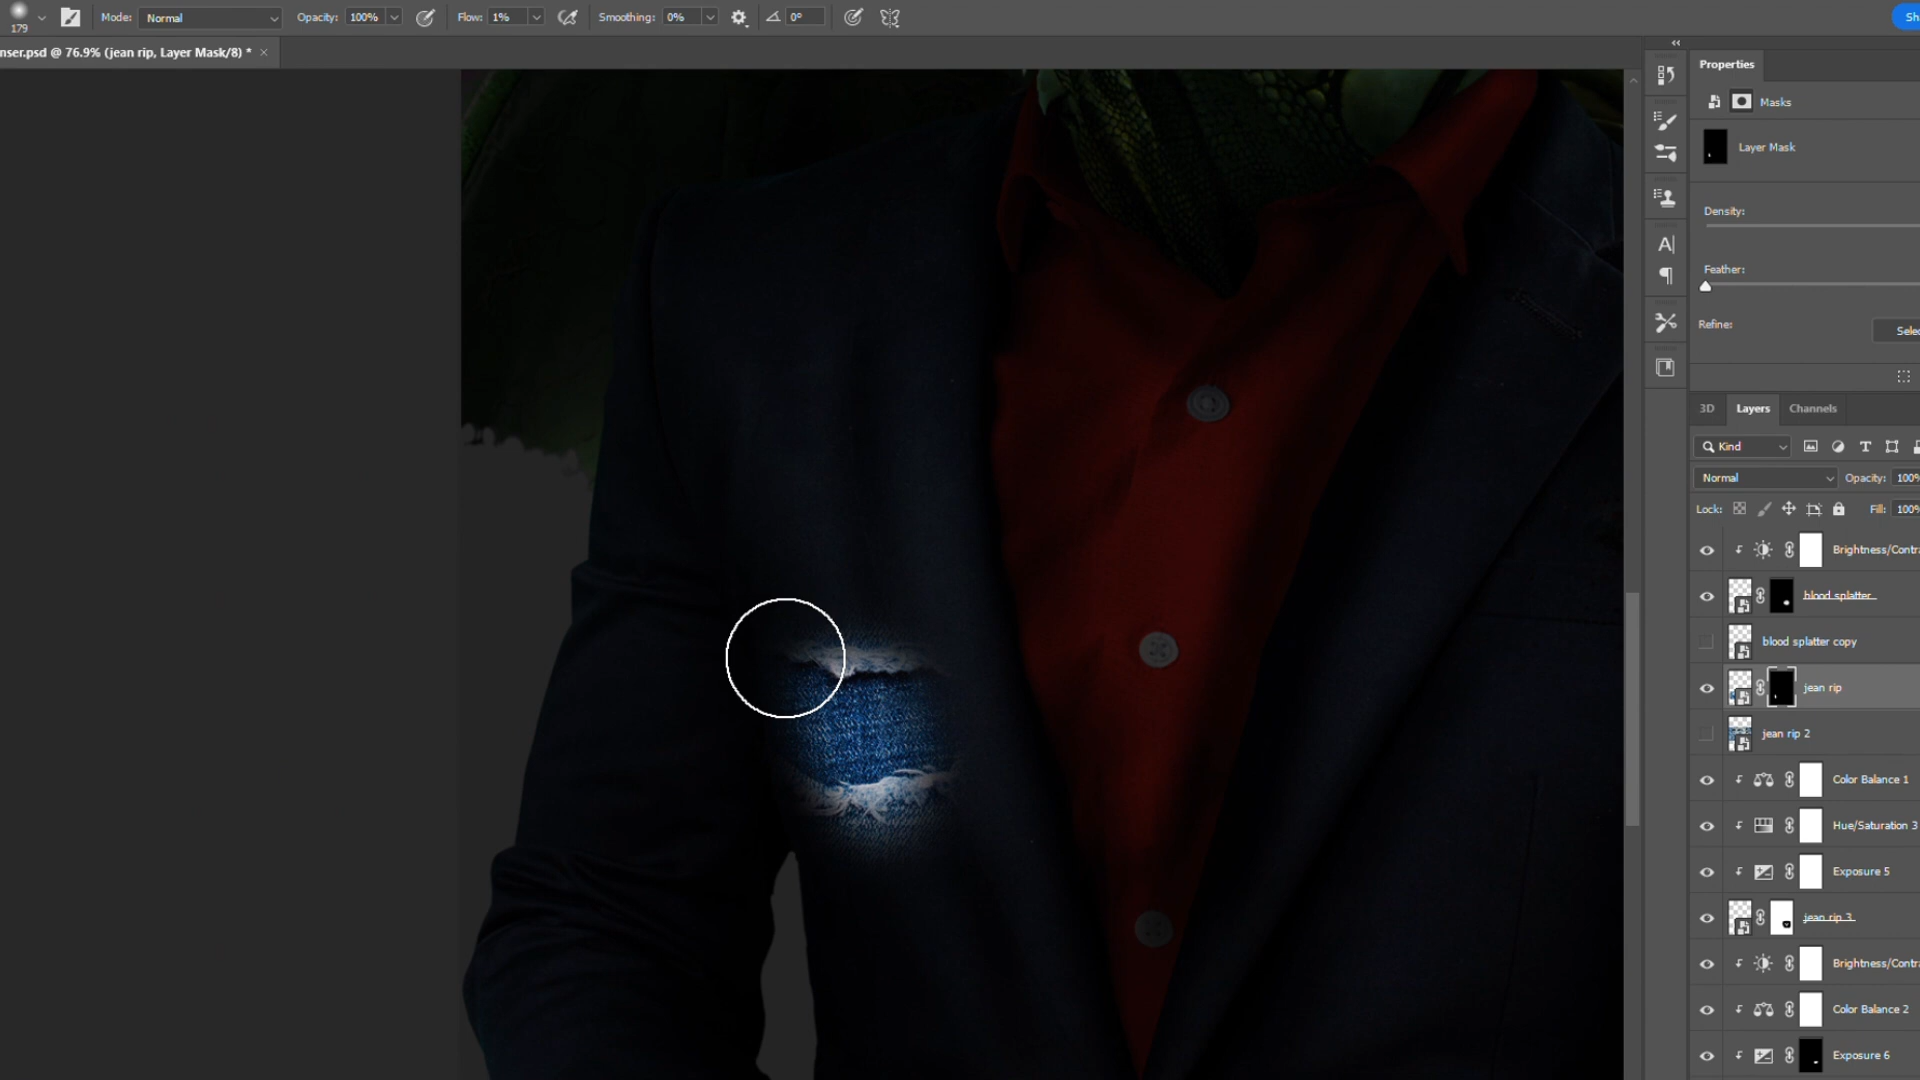 179
Mode: Normal
Opacity: 100%
Flow: 1%
Smoothing: 0%
0°
Sh
nser.psd @ 76.9% (jean rip, Layer Mask/8) *
Properties
Masks
Layer Mask
Density:
Feather:
Refine:
Selec
3D
Layers
Channels
Kind
Normal
Opacity: 100%
Lock:
Fill: 100%
Brightness/Contra
blood splatter
blood splatter copy
jean rip
jean rip 2
Color Balance 1
Hue/Saturation 3
Exposure 5
jean rip 3
Brightness/Contra
Color Balance 2
Exposure 6